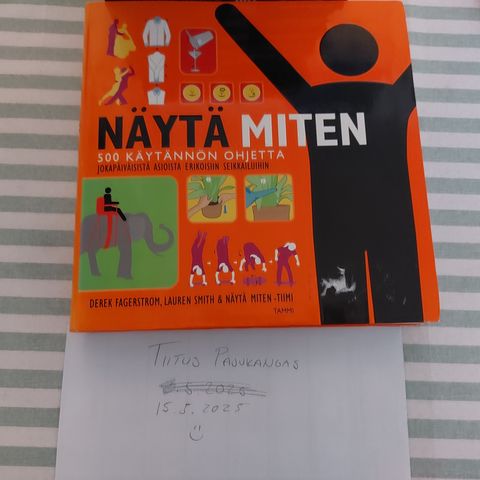 NÄYTÄ MITEN
500 KÄYTÄNNÖN OHJETTA
JOKAPÄIVÄISISTÄ ASIOISTA ERIKOISIIN SEIKKAILUIHIN
DEREK FAGERSTROM, LAUREN SMITH & NÄYTÄ MITEN -TIIMI
TAMMI
TIITUS PAJUKANGAS
15.5.2025